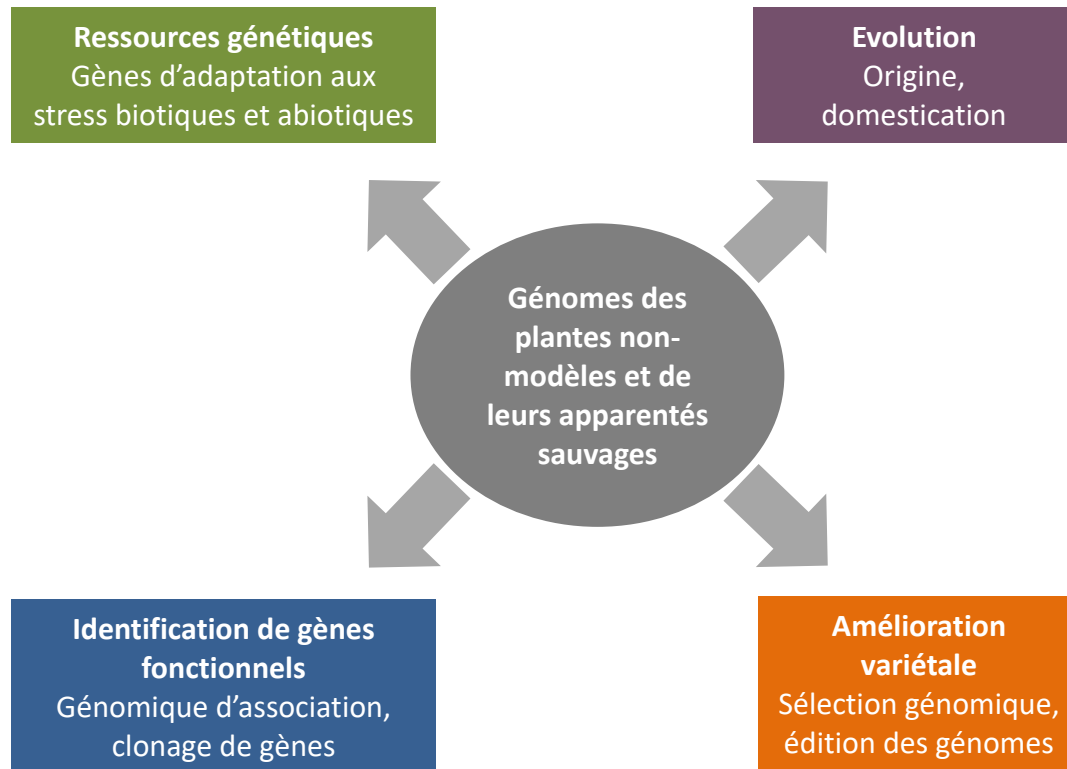 Ressources génétiques
Gènes d'adaptation aux
stress biotiques et abiotiques
Evolution
Origine,
domestication
Génomes des
plantes non-
modèles et de
leurs apparentés
sauvages
Identification de gènes
fonctionnels
Génomique d'association,
clonage de gènes
Amélioration
variétale
Sélection génomique,
édition des génomes